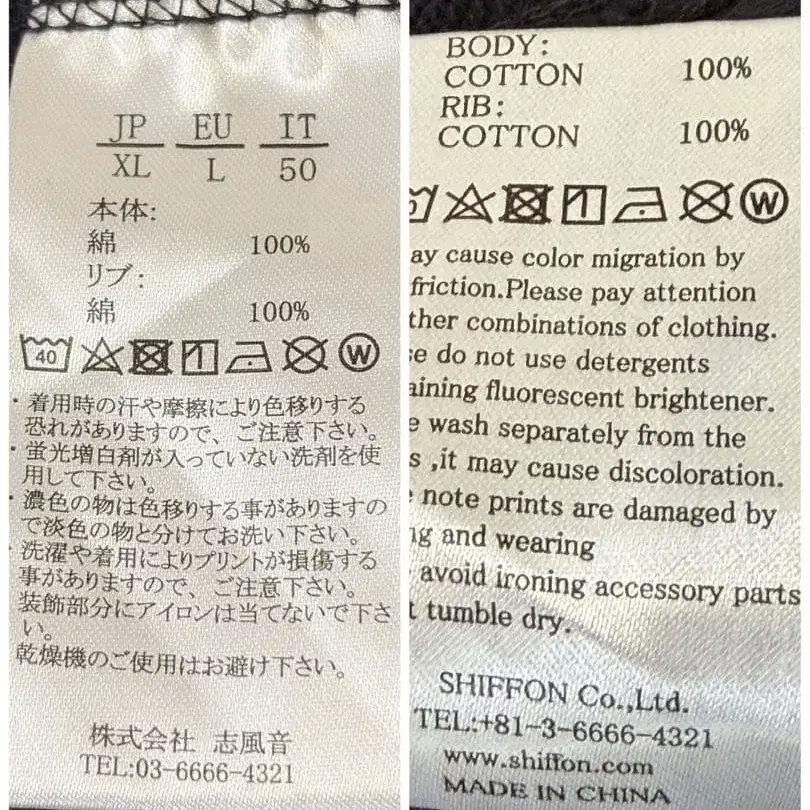 JP EU IT
XL L 50
本体:
綿 100%
リブ:
綿 100%
40 W
・着用時の汗や摩擦により色移りする
恐れがありますので、ご注意下さい。
・蛍光増白剤が入っていない洗剤を使
用して下さい。
・濃色の物は色移りする事がありますの
で淡色の物と分けてお洗い下さい。
・洗濯や着用によりプリントが損傷する
事がありますので、ご注意下さい。
装飾部分にアイロンは当てないで下さ
い。
乾燥機のご使用はお避け下さい。
株式会社 志風音
TEL:03-6666-4321
BODY:
COTTON 100%
RIB:
COTTON 100%
W
ay cause color migration by
friction.Please pay attention
ther combinations of clothing.
se do not use detergents
aining fluorescent brightener.
e wash separately from the
s ,it may cause discoloration.
note prints are damaged by
ng and wearing
avoid ironing accessory parts
t tumble dry.
SHIFFON Co.,Ltd.
TEL:+81-3-6666-4321
www.shiffon.com
MADE IN CHINA